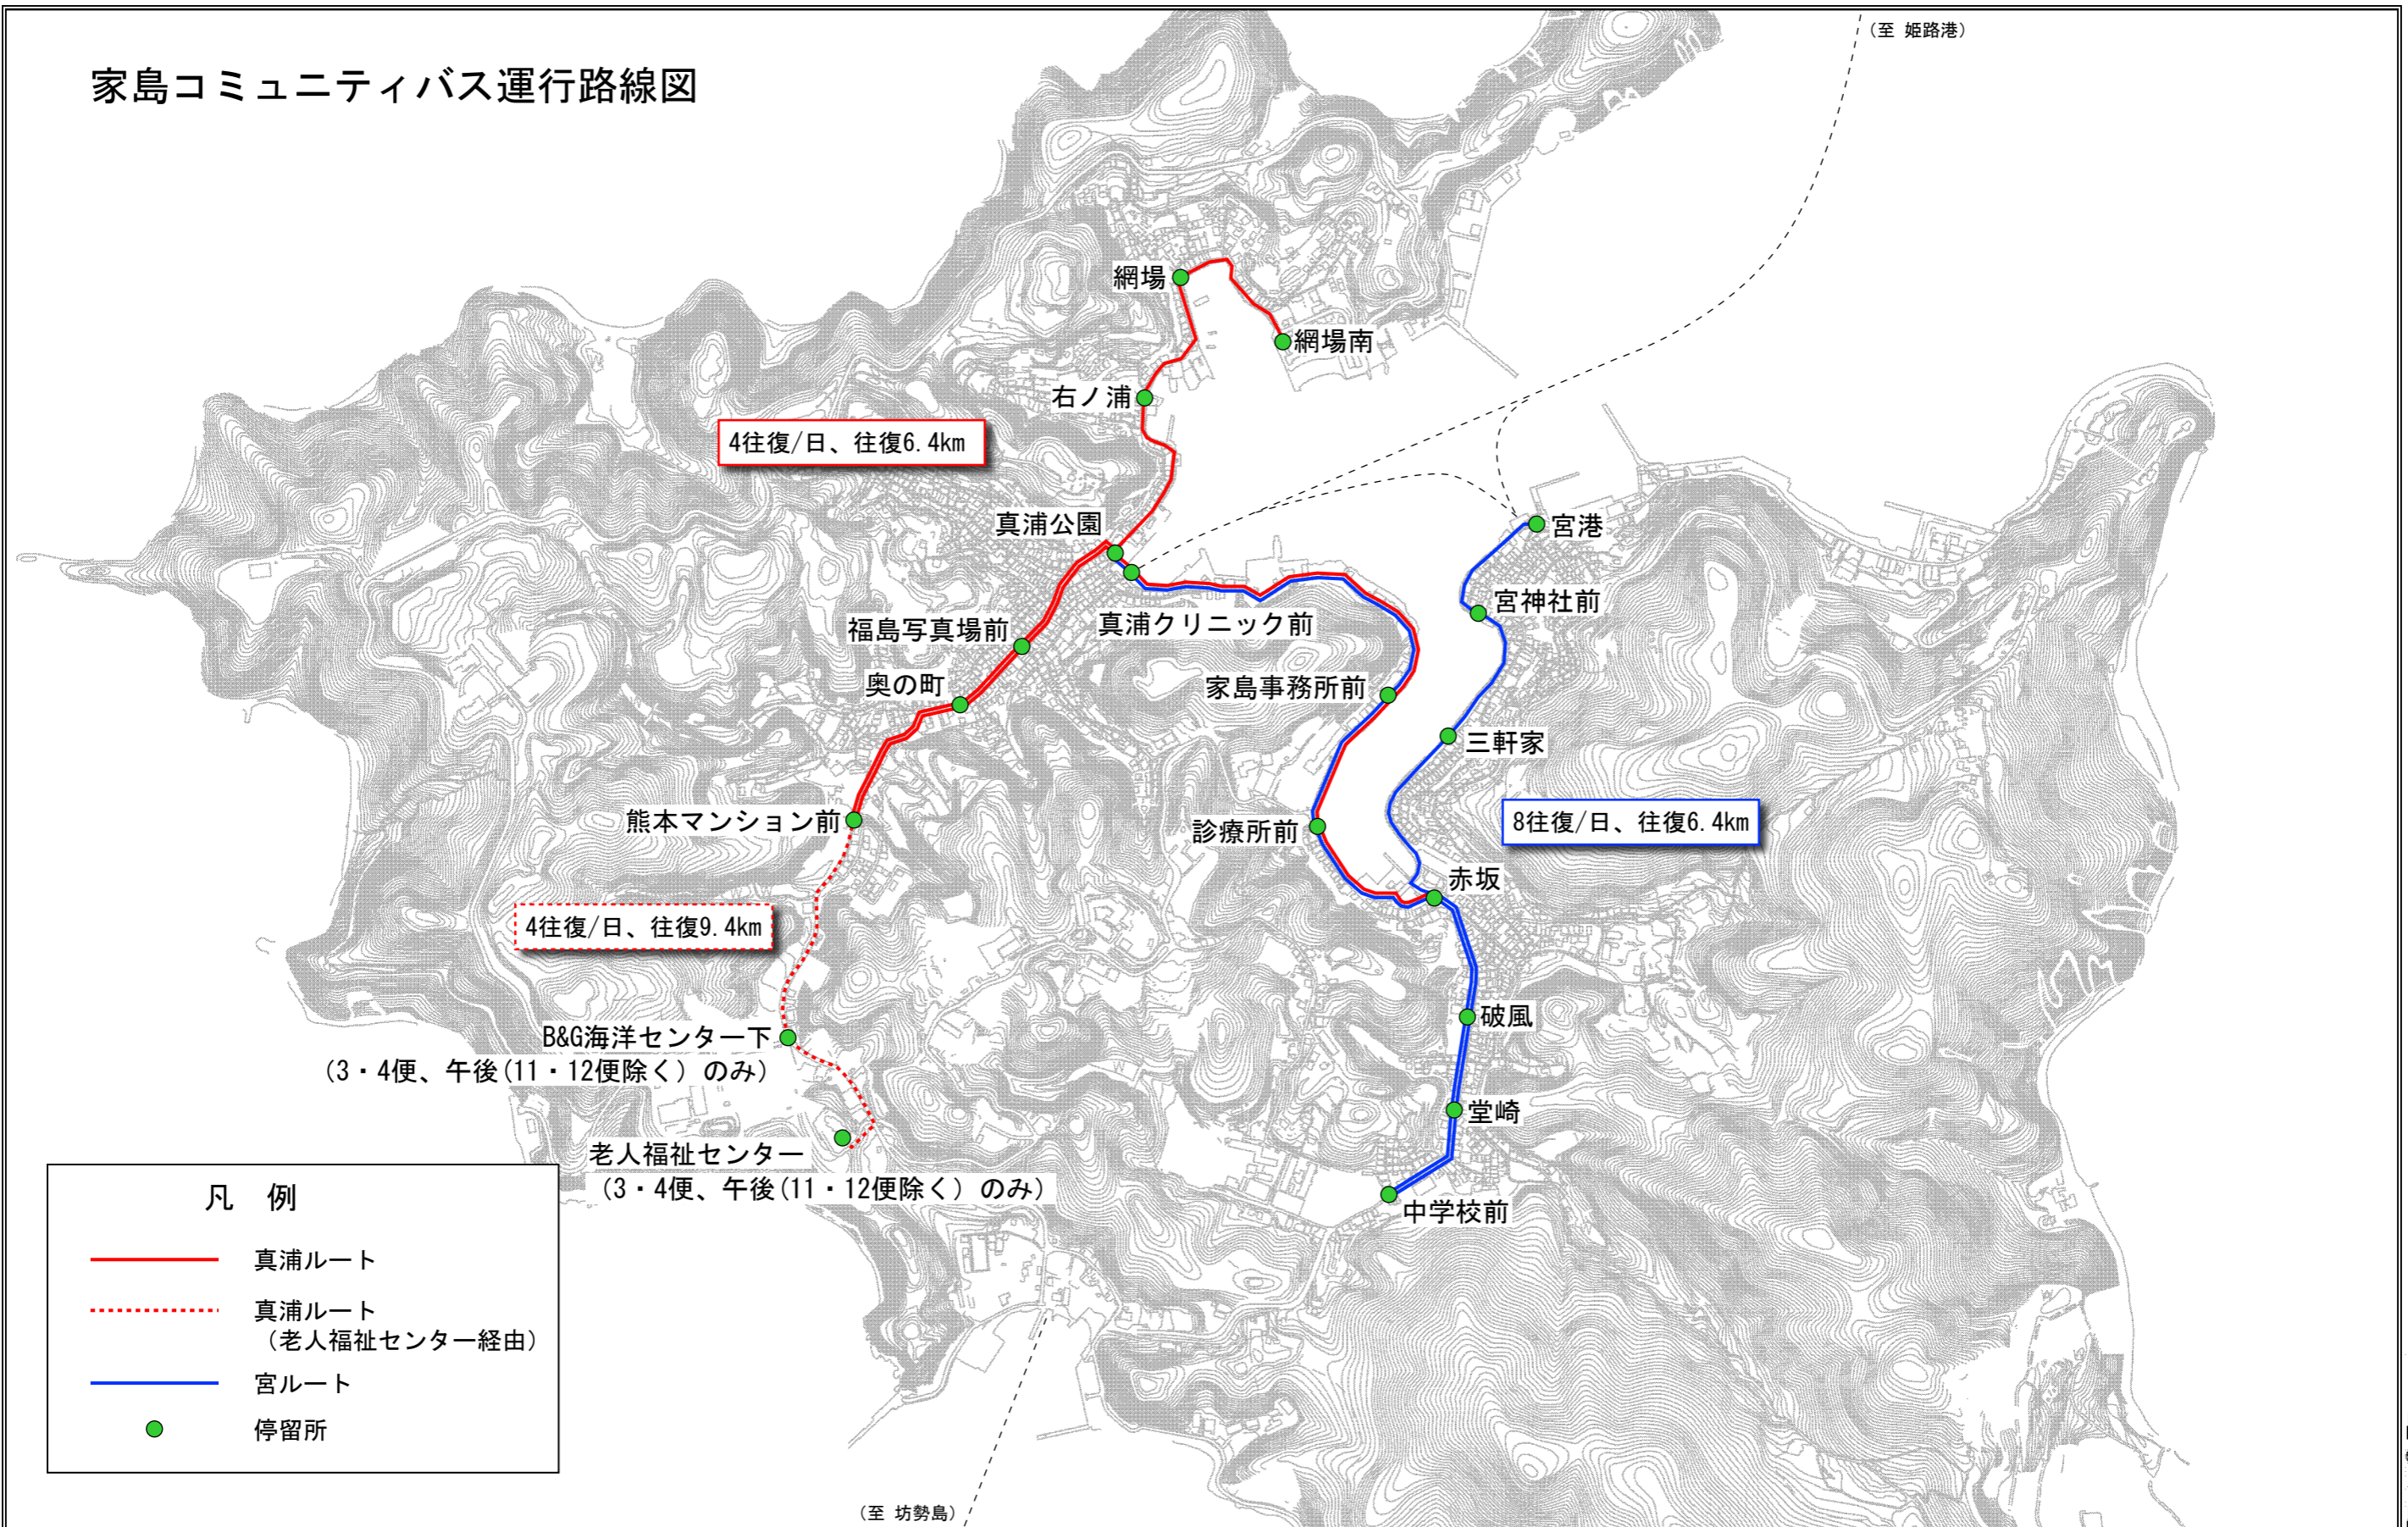 (至 姫路港)
家島コミュニティバス運行路線図
網場
網場南
右ノ浦
4往復/日、往復6.4km
真浦公園
宮港
宮神社前
真浦クリニック前
福島写真場前
奥の町
家島事務所前
三軒家
熊本マンション前
診療所前
8往復/日、往復6.4km
赤坂
4往復/日、往復9.4km
破風
B&G海洋センター下
(3・4便、午後(11・12便除く)のみ)
堂崎
老人福祉センター
(3・4便、午後(11・12便除く)のみ)
中学校前
凡 例
真浦ルート
真浦ルート
(老人福祉センター経由)
宮ルート
停留所
(至 坊勢島)